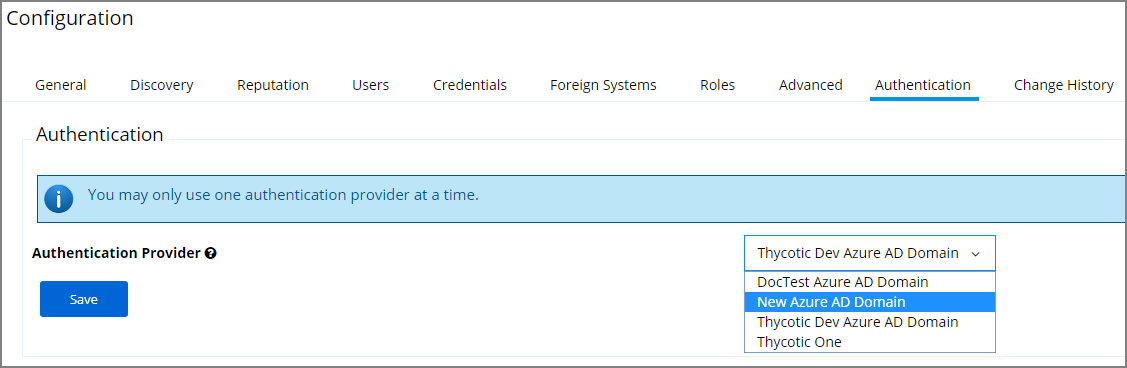 Configuration
General Discovery Reputation Users Credentials Foreign Systems Roles Advanced Authentication Change History
Authentication
You may only use one authentication provider at a time.
Authentication Provider
Thycotic Dev Azure AD Domain
DocTest Azure AD Domain
New Azure AD Domain
Thycotic Dev Azure AD Domain
Thycotic One
Save